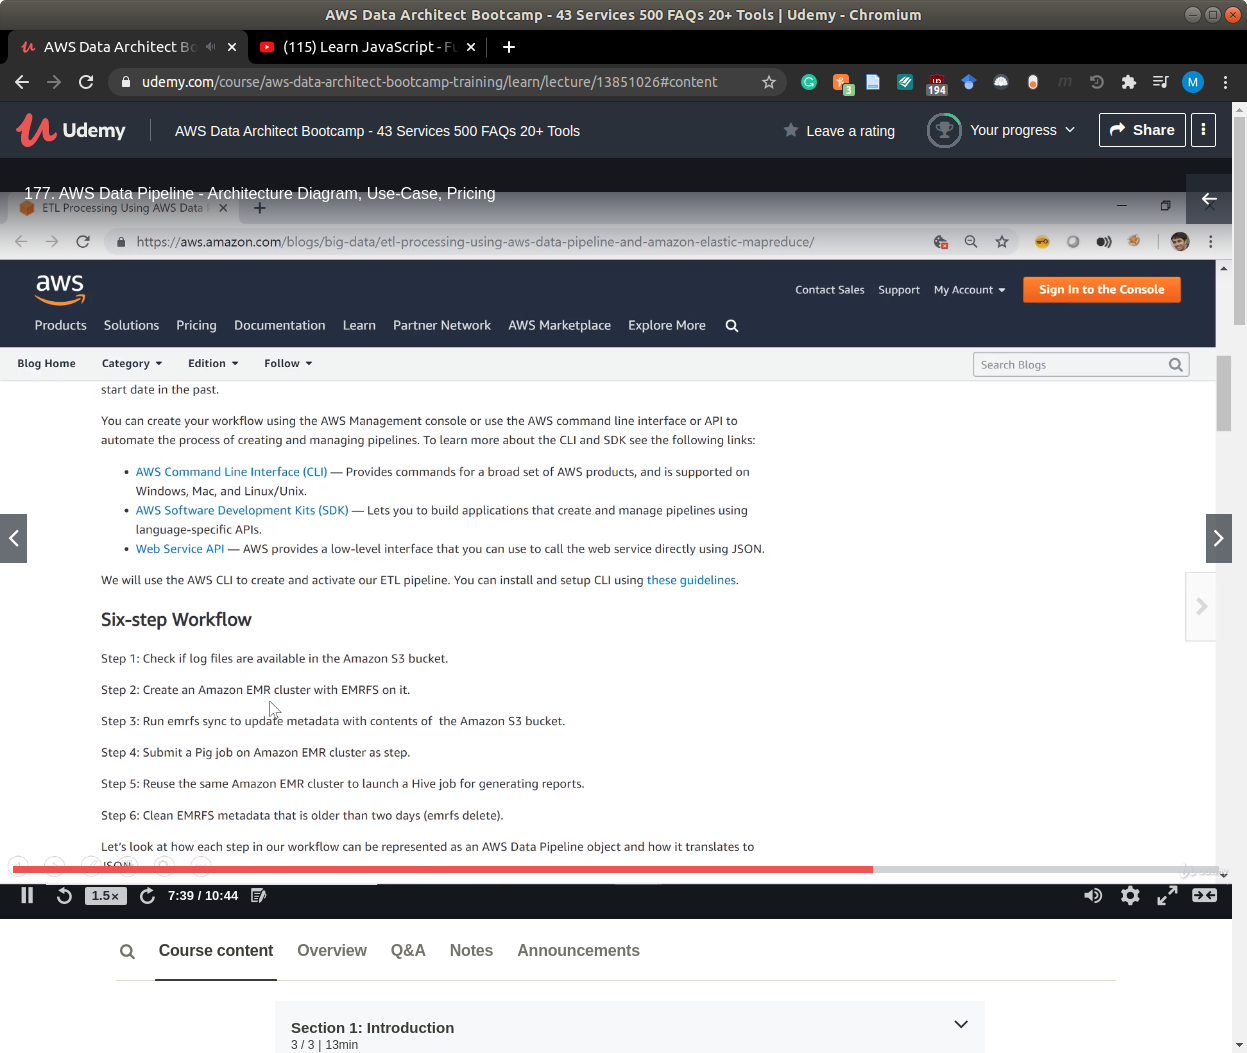 AWS Data Architect Bootcamp - 43 Services 500 FAQs 20+ Tools | Udemy - Chromium
AWS Data Architect Bo
(115) Learn JavaScript - Fu
udemy.com/course/aws-data-architect-bootcamp-training/learn/lecture/13851026#content
3
194
M
Udemy
AWS Data Architect Bootcamp - 43 Services 500 FAQs 20+ Tools
Leave a rating
Your progress
Share
177. AWS Data Pipeline - Architecture Diagram, Use-Case, Pricing
ETL Processing Using AWS Data
https://aws.amazon.com/blogs/big-data/etl-processing-using-aws-data-pipeline-and-amazon-elastic-mapreduce/
aws
Contact Sales Support My Account Sign In to the Console
Products Solutions Pricing Documentation Learn Partner Network AWS Marketplace Explore More
Blog Home Category Edition Follow Search Blogs
start date in the past.
You can create your workflow using the AWS Management console or use the AWS command line interface or API to
automate the process of creating and managing pipelines. To learn more about the CLI and SDK see the following links:
• AWS Command Line Interface (CLI) — Provides commands for a broad set of AWS products, and is supported on
Windows, Mac, and Linux/Unix.
• AWS Software Development Kits (SDK) — Lets you to build applications that create and manage pipelines using
language-specific APIs.
• Web Service API — AWS provides a low-level interface that you can use to call the web service directly using JSON.
We will use the AWS CLI to create and activate our ETL pipeline. You can install and setup CLI using these guidelines.
Six-step Workflow
Step 1: Check if log files are available in the Amazon S3 bucket.
Step 2: Create an Amazon EMR cluster with EMRFS on it.
Step 3: Run emrfs sync to update metadata with contents of the Amazon S3 bucket.
Step 4: Submit a Pig job on Amazon EMR cluster as step.
Step 5: Reuse the same Amazon EMR cluster to launch a Hive job for generating reports.
Step 6: Clean EMRFS metadata that is older than two days (emrfs delete).
Let's look at how each step in our workflow can be represented as an AWS Data Pipeline object and how it translates to
JSON.
1.5×
7:39 / 10:44
Course content Overview Q&A Notes Announcements
Section 1: Introduction
3 / 3 | 13min